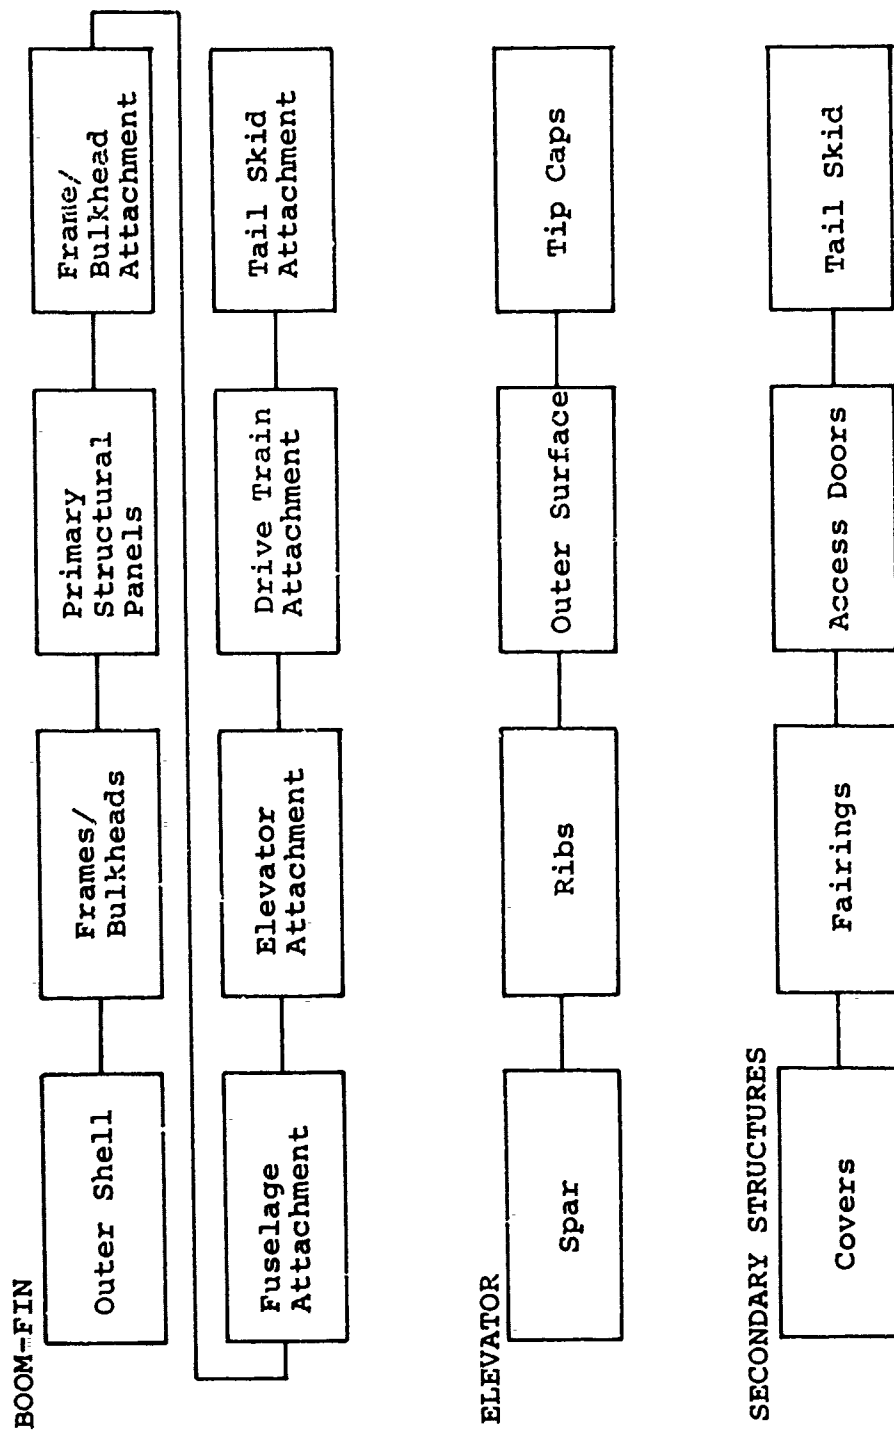 BOOM-FIN
Outer Shell
Frames/
Bulkheads
Primary
Structural
Panels
Frame/
Bulkhead
Attachment
Fuselage
Attachment
Elevator
Attachment
Drive Train
Attachment
Tail Skid
Attachment
ELEVATOR
Spar
Ribs
Outer Surface
Tip Caps
SECONDARY STRUCTURES
Covers
Fairings
Access Doors
Tail Skid